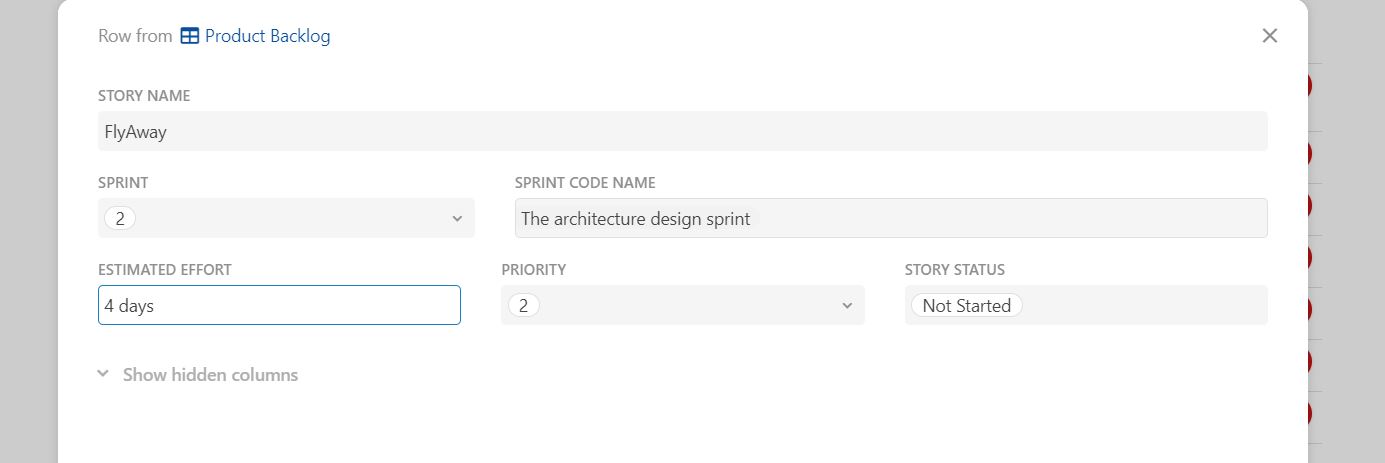 Row from Product Backlog
STORY NAME
FlyAway
SPRINT SPRINT CODE NAME
2 The architecture design sprint
ESTIMATED EFFORT PRIORITY STORY STATUS
4 days 2 Not Started
Show hidden columns